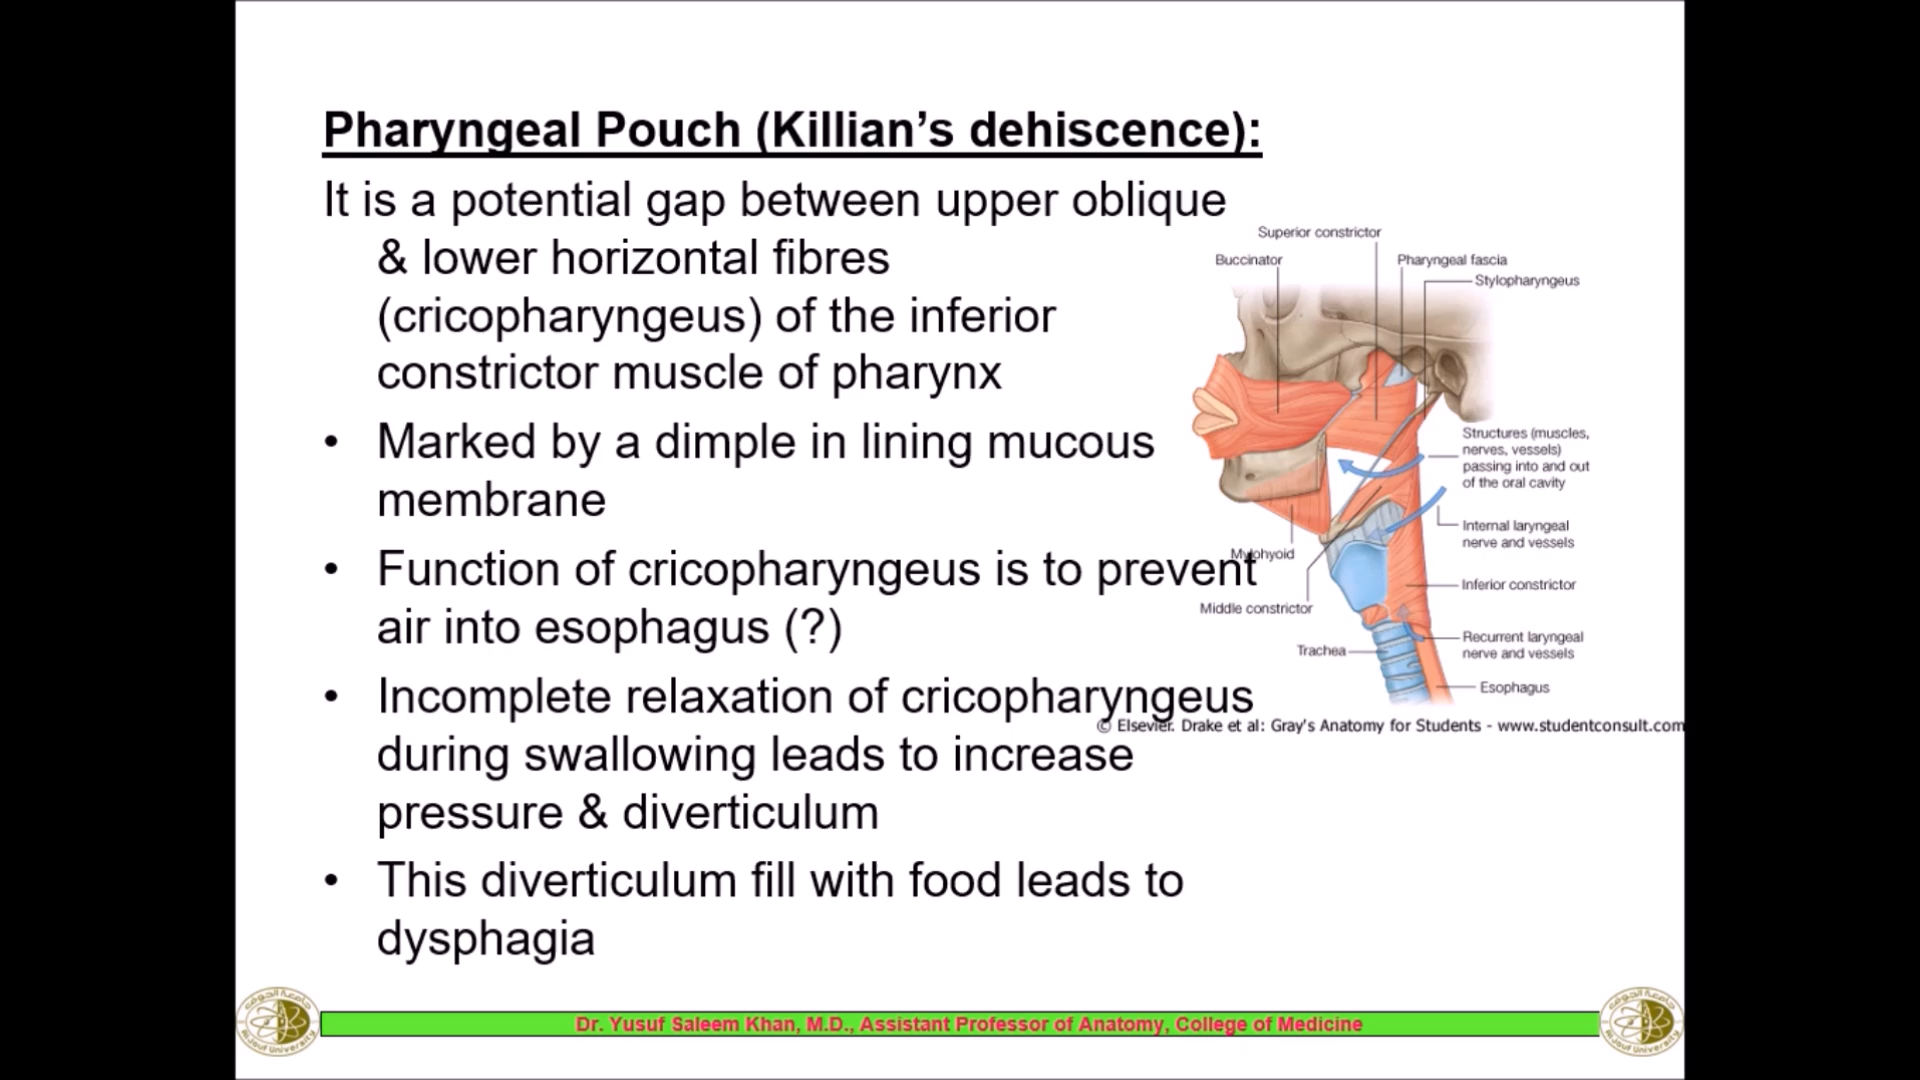 Pharyngeal Pouch (Killian’s dehiscence):
It is a potential gap between upper oblique
& lower horizontal fibres
(cricopharyngeus) of the inferior
constrictor muscle of pharynx
• Marked by a dimple in lining mucous
membrane
• Function of cricopharyngeus is to prevent
air into esophagus (?)
• Incomplete relaxation of cricopharyngeus
during swallowing leads to increase
pressure & diverticulum
• This diverticulum fill with food leads to
dysphagia
Superior constrictor
Buccinator
Pharyngeal fascia
Stylopharyngeus
Structures (muscles,
nerves, vessels)
passing into and out
of the oral cavity
Internal laryngeal
nerve and vessels
Mylohyoid
Inferior constrictor
Middle constrictor
Recurrent laryngeal
nerve and vessels
Trachea
Esophagus
© Elsevier. Drake et al: Gray's Anatomy for Students - www.studentconsult.com
Dr. Yusuf Saleem Khan, M.D., Assistant Professor of Anatomy, College of Medicine